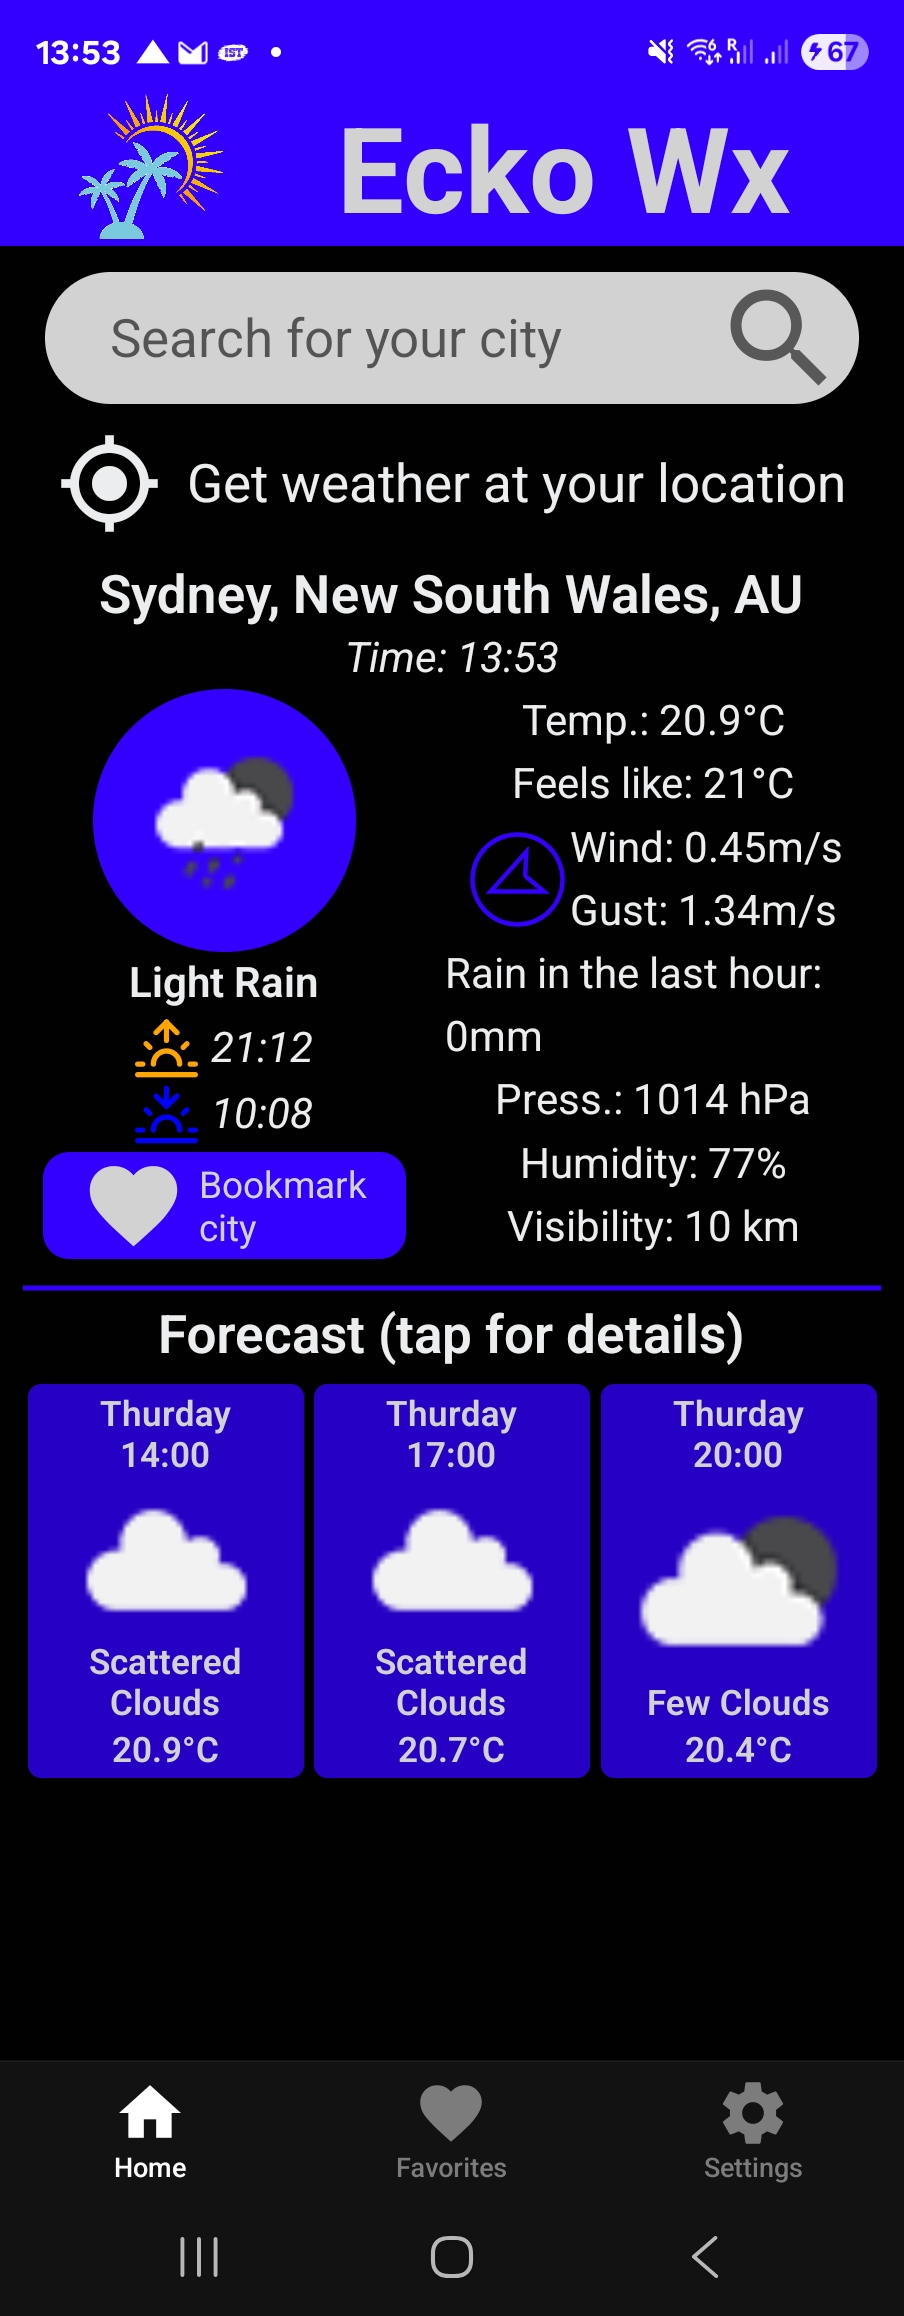 13:53
IST
6 R
67
Ecko Wx
Search for your city
Get weather at your location
Sydney, New South Wales, AU
Time: 13:53
Temp.: 20.9°C
Feels like: 21°C
Wind: 0.45m/s
Gust: 1.34m/s
Rain in the last hour:
0mm
Press.: 1014 hPa
Humidity: 77%
Visibility: 10 km
Light Rain
21:12
10:08
Bookmark
city
Forecast (tap for details)
Thurday
14:00
Scattered
Clouds
20.9°C
Thurday
17:00
Scattered
Clouds
20.7°C
Thurday
20:00
Few Clouds
20.4°C
Home
Favorites
Settings